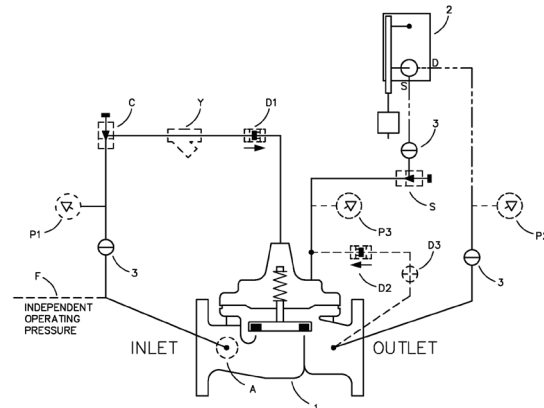 2
D
S
C
Y
D1
3
S
P1
P3
P2
D3
3
3
D2
F
INDEPENDENT
OPERATING
PRESSURE
INLET
OUTLET
A
1